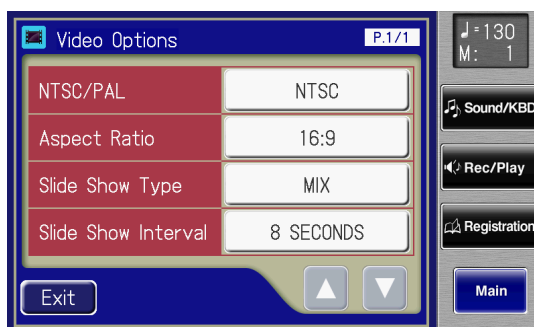 Video Options P.1/1
NTSC/PAL NTSC
Aspect Ratio 16:9
Slide Show Type MIX
Slide Show Interval 8 SECONDS
Exit
♩=130
M: 1
Sound/KBD
Rec/Play
Registration
Main